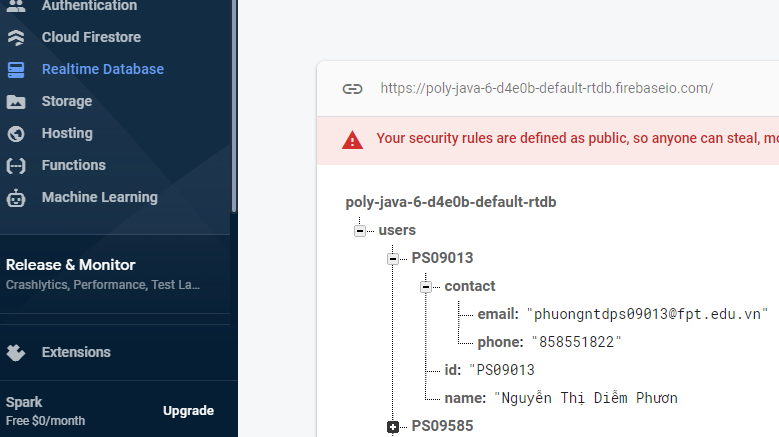 Authentication
Cloud Firestore
Realtime Database
Storage
Hosting
Functions
Machine Learning
Release & Monitor
Crashlytics, Performance, Test La...
Extensions
Spark
Free $0/month
Upgrade
https://poly-java-6-d4e0b-default-rtdb.firebaseio.com/
Your security rules are defined as public, so anyone can steal, mo
poly-java-6-d4e0b-default-rtdb
users
PS09013
contact
email: "phuongntdps09013@fpt.edu.vn"
phone: "858551822"
id: "PS09013
name: "Nguyễn Thị Diễm Phươn
PS09585